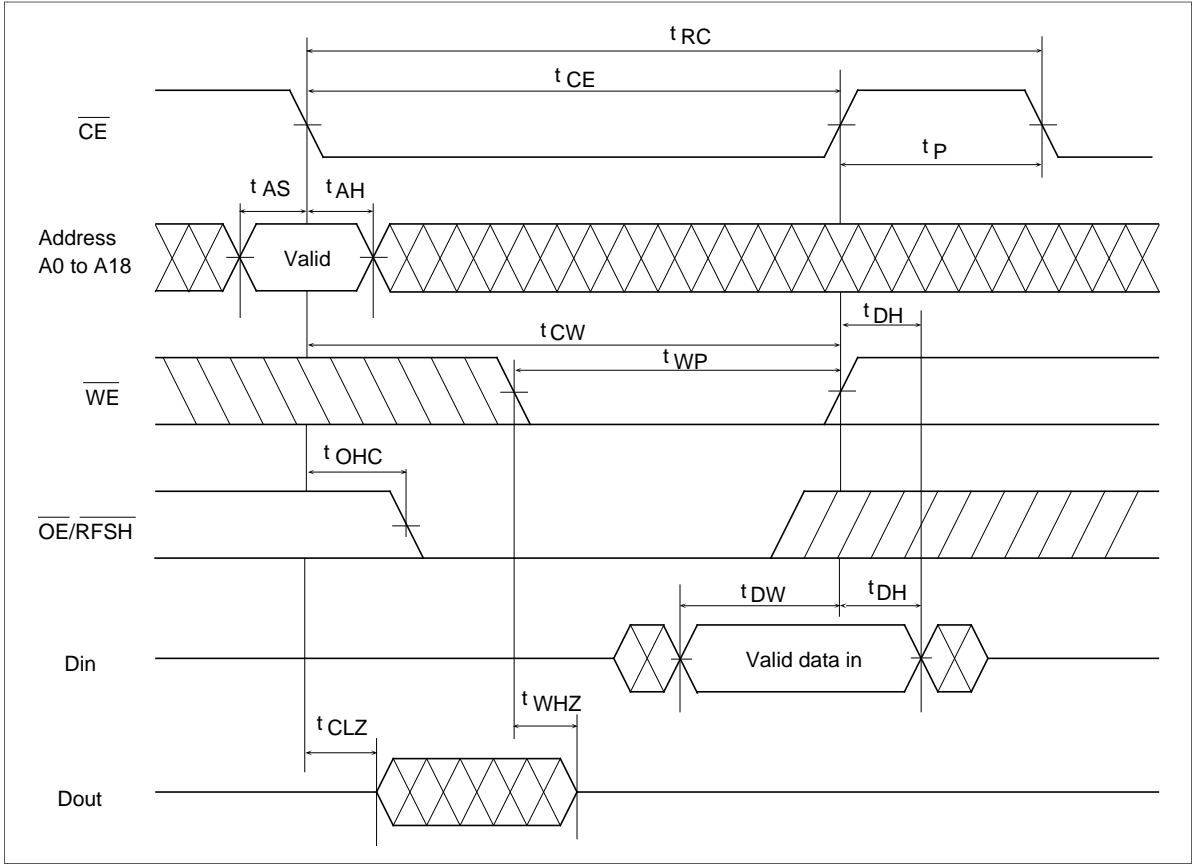 t RC
t CE
CE
t P
t AS
t AH
Address
A0 to A18
Valid
t DH
t CW
t WP
WE
t OHC
OE/RFSH
t DW
t DH
Din
Valid data in
t WHZ
t CLZ
Dout